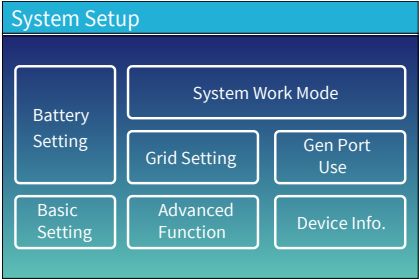 System Setup
System Work Mode
Battery
Setting
Grid Setting
Gen Port
Use
Basic
Setting
Advanced
Function
Device Info.